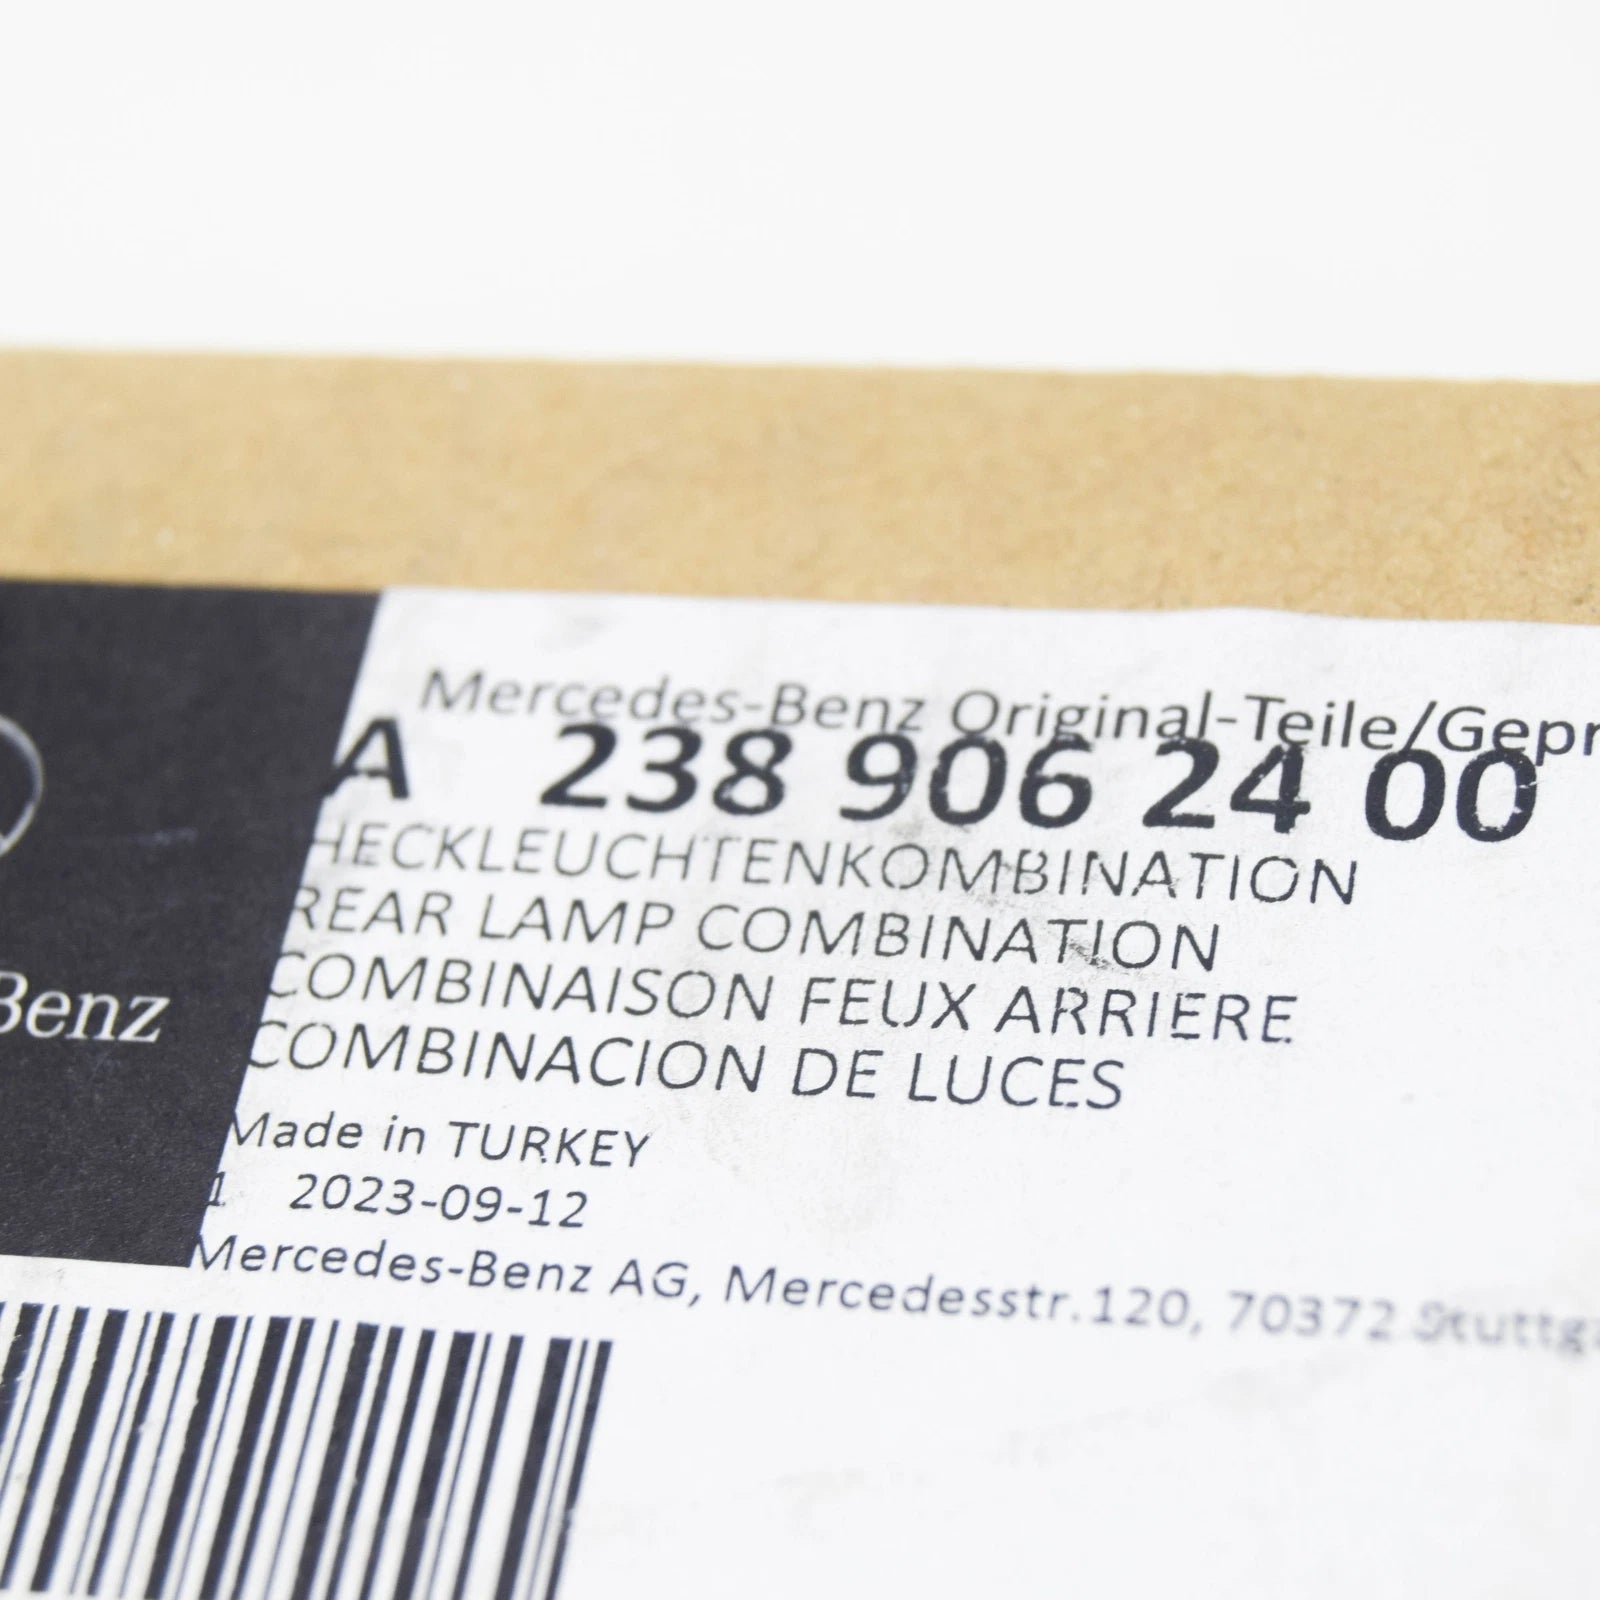 Mercedes-Benz Original-Teile/Gepr
A 238 906 24 00
HECKLEUCHTENKOMBINATION
REAR LAMP COMBINATION
COMBINAISON FEUX ARRIERE
COMBINACION DE LUCES
Benz
Made in TURKEY
1 2023-09-12
Mercedes-Benz AG, Mercedesstr.120, 70372 Stuttga